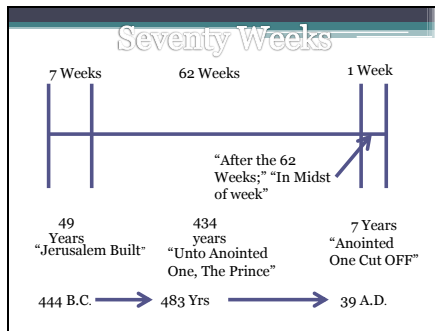 Seventy Weeks
7 Weeks
62 Weeks
1 Week
“After the 62
Weeks;” “In Midst
of week”
49
Years
“Jerusalem Built”
434
years
“Unto Anointed
One, The Prince”
7 Years
“Anointed
One Cut OFF”
444 B.C.
483 Yrs
39 A.D.